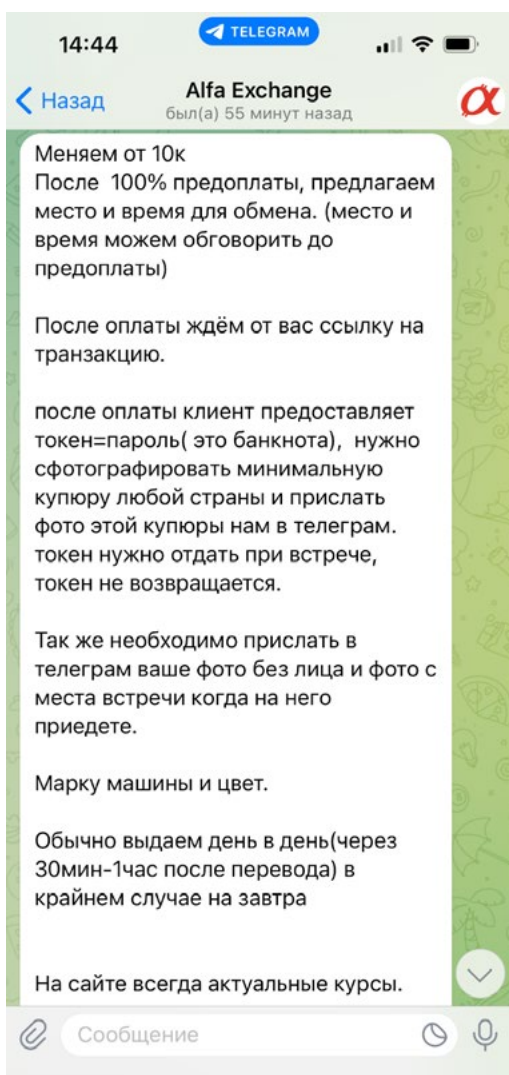 14:44
TELEGRAM
Назад
Alfa Exchange
был(а) 55 минут назад
α
Меняем от 10к
После 100% предоплаты, предлагаем
место и время для обмена. (место и
время можем обговорить до
предоплаты)
После оплаты ждём от вас ссылку на
транзакцию.
после оплаты клиент предоставляет
токен=пароль( это банкнота), нужно
сфотографировать минимальную
купюру любой страны и прислать
фото этой купюры нам в телеграм.
токен нужно отдать при встрече,
токен не возвращается.
Так же необходимо прислать в
телеграм ваше фото без лица и фото с
места встречи когда на него
приедете.
Марку машины и цвет.
Обычно выдаем день в день(через
30мин-1час после перевода) в
крайнем случае на завтра
На сайте всегда актуальные курсы.
Сообщение